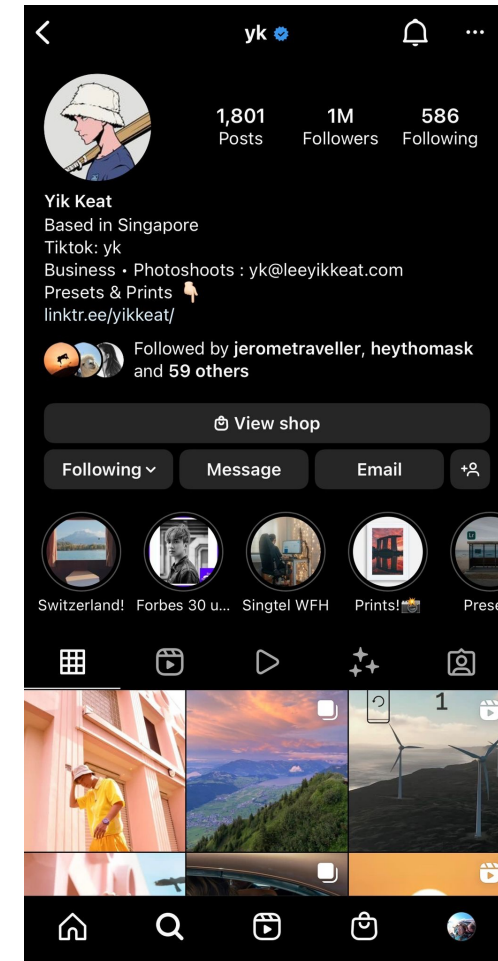 yk
1,801 1M 586
Posts Followers Following
Yik Keat
Based in Singapore
Tiktok: yk
Business • Photoshoots : yk@leeyikkeat.com
Presets & Prints 👇🏻
linktr.ee/yikkeat/
Followed by jerometraveller, heythomask
and 59 others
View shop
Following Message Email
Switzerland! Forbes 30 u... Singtel WFH Prints!📸 Prese
1